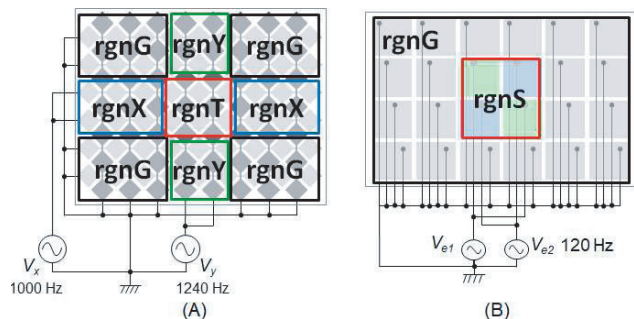 rgnG rgnY rgnG
rgnX rgnT rgnX
rgnG rgnY rgnG
Vx
1000 Hz
Vy
1240 Hz
(A)
rgnG
rgnS
Ve1
Ve2 120 Hz
(B)